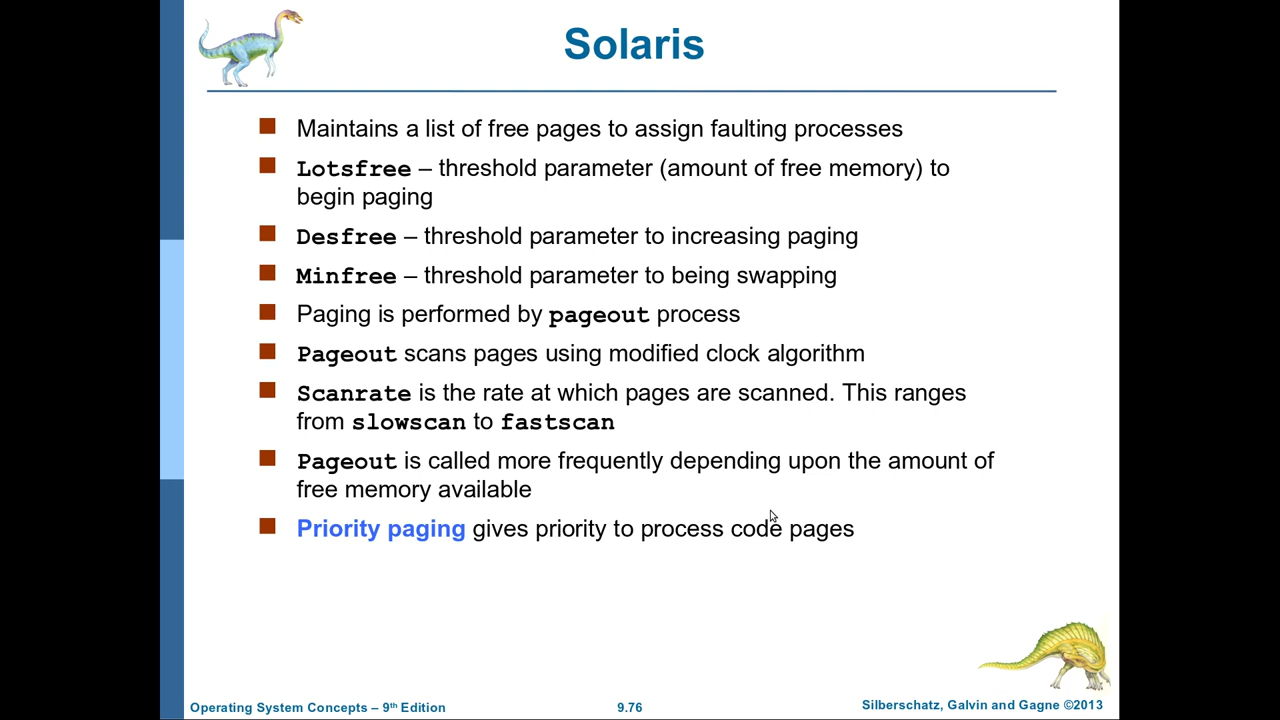 Solaris
Maintains a list of free pages to assign faulting processes
Lotsfree – threshold parameter (amount of free memory) to
begin paging
Desfree – threshold parameter to increasing paging
Minfree – threshold parameter to being swapping
Paging is performed by pageout process
Pageout scans pages using modified clock algorithm
Scanrate is the rate at which pages are scanned. This ranges
from slowscan to fastscan
Pageout is called more frequently depending upon the amount of
free memory available
Priority paging gives priority to process code pages
Operating System Concepts – 9th Edition
9.76
Silberschatz, Galvin and Gagne ©2013